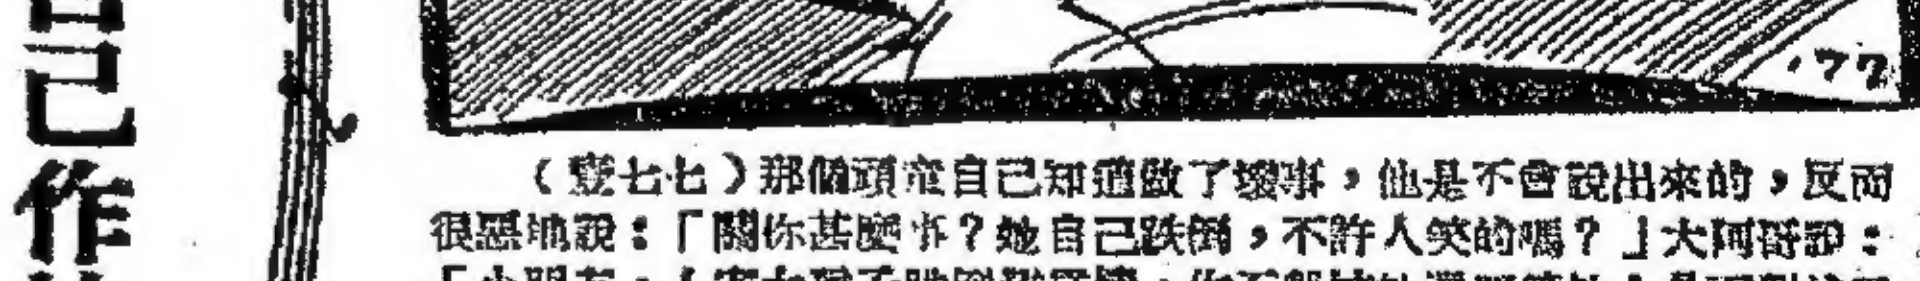 己作
·77
（壹七七）那個頑童自己知道做了壞事，他是不會說出來的，反而
很惡地說：「關你甚麼事？她自己跌倒，不許人笑的嗎？」大阿哥說：